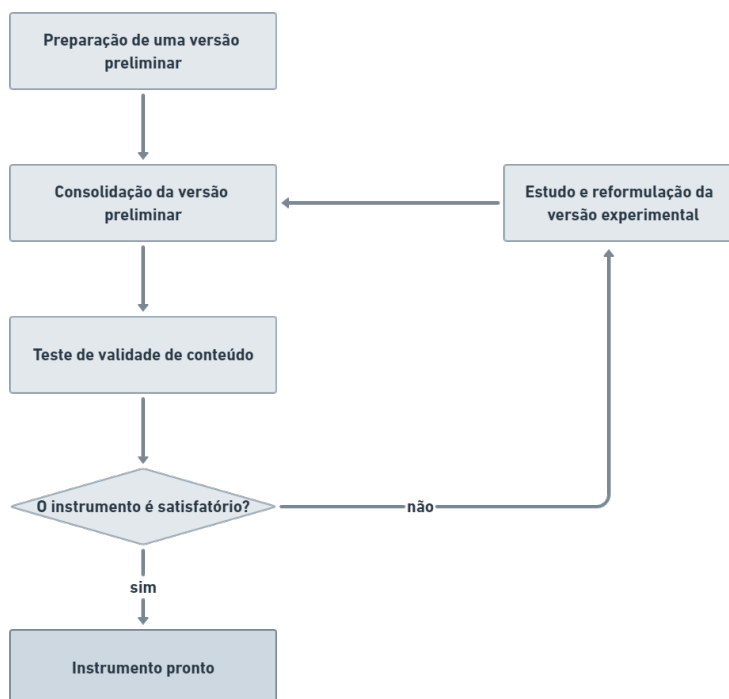 Preparação de uma versão
preliminar
Consolidação da versão
preliminar
Estudo e reformulação da
versão experimental
Teste de validade de conteúdo
O instrumento é satisfatório?
não
sim
Instrumento pronto